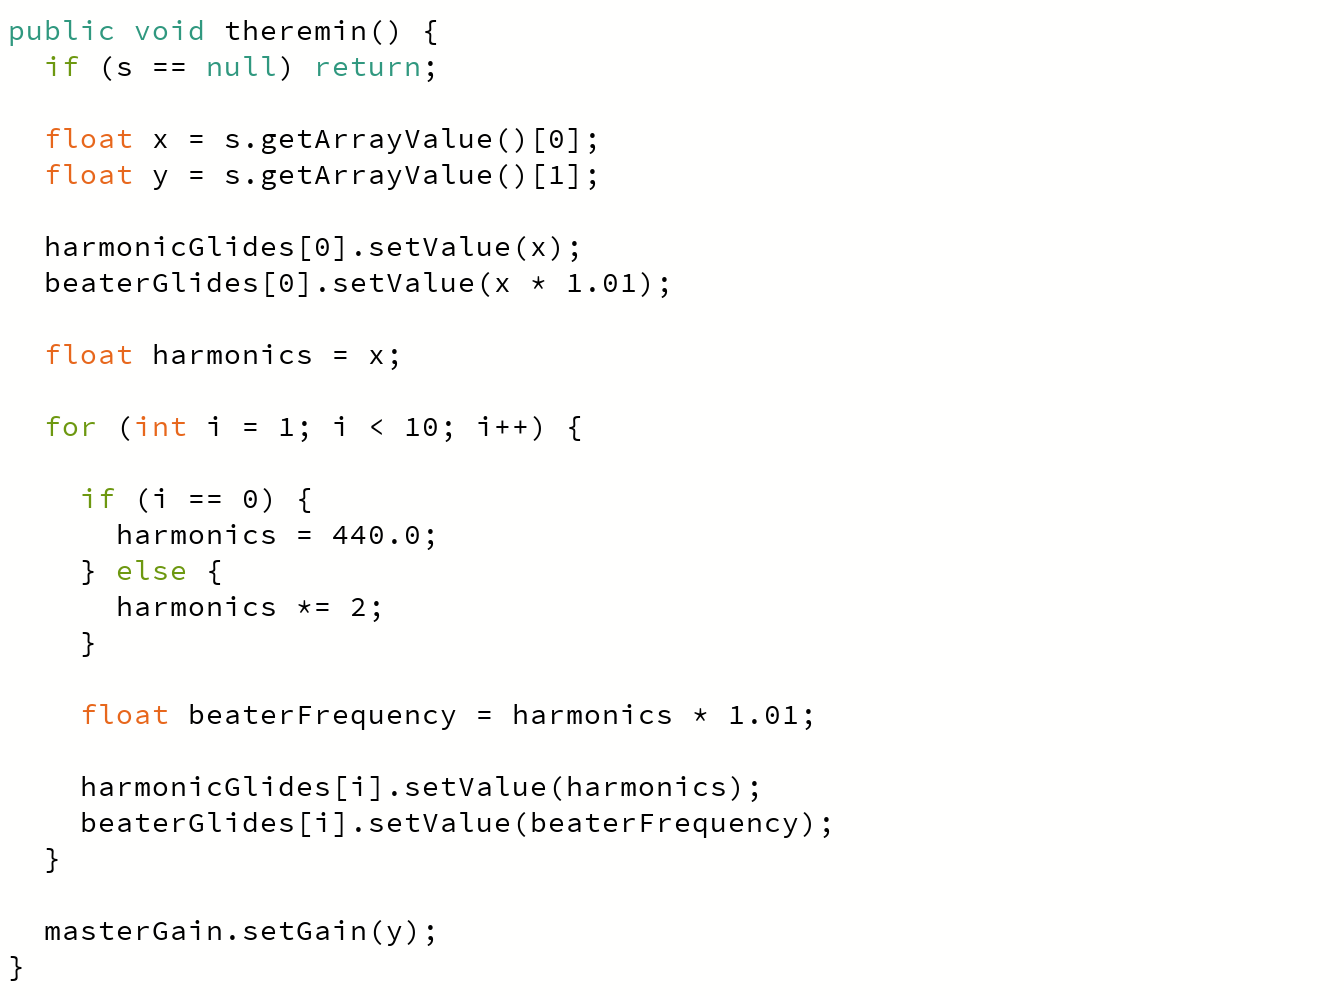 public void theremin() {
  if (s == null) return;

  float x = s.getArrayValue()[0];
  float y = s.getArrayValue()[1];

  harmonicGlides[0].setValue(x);
  beaterGlides[0].setValue(x * 1.01);

  float harmonics = x;

  for (int i = 1; i < 10; i++) {

    if (i == 0) {
      harmonics = 440.0;
    } else {
      harmonics *= 2;
    }

    float beaterFrequency = harmonics * 1.01;

    harmonicGlides[i].setValue(harmonics);
    beaterGlides[i].setValue(beaterFrequency);
  }

  masterGain.setGain(y);
}